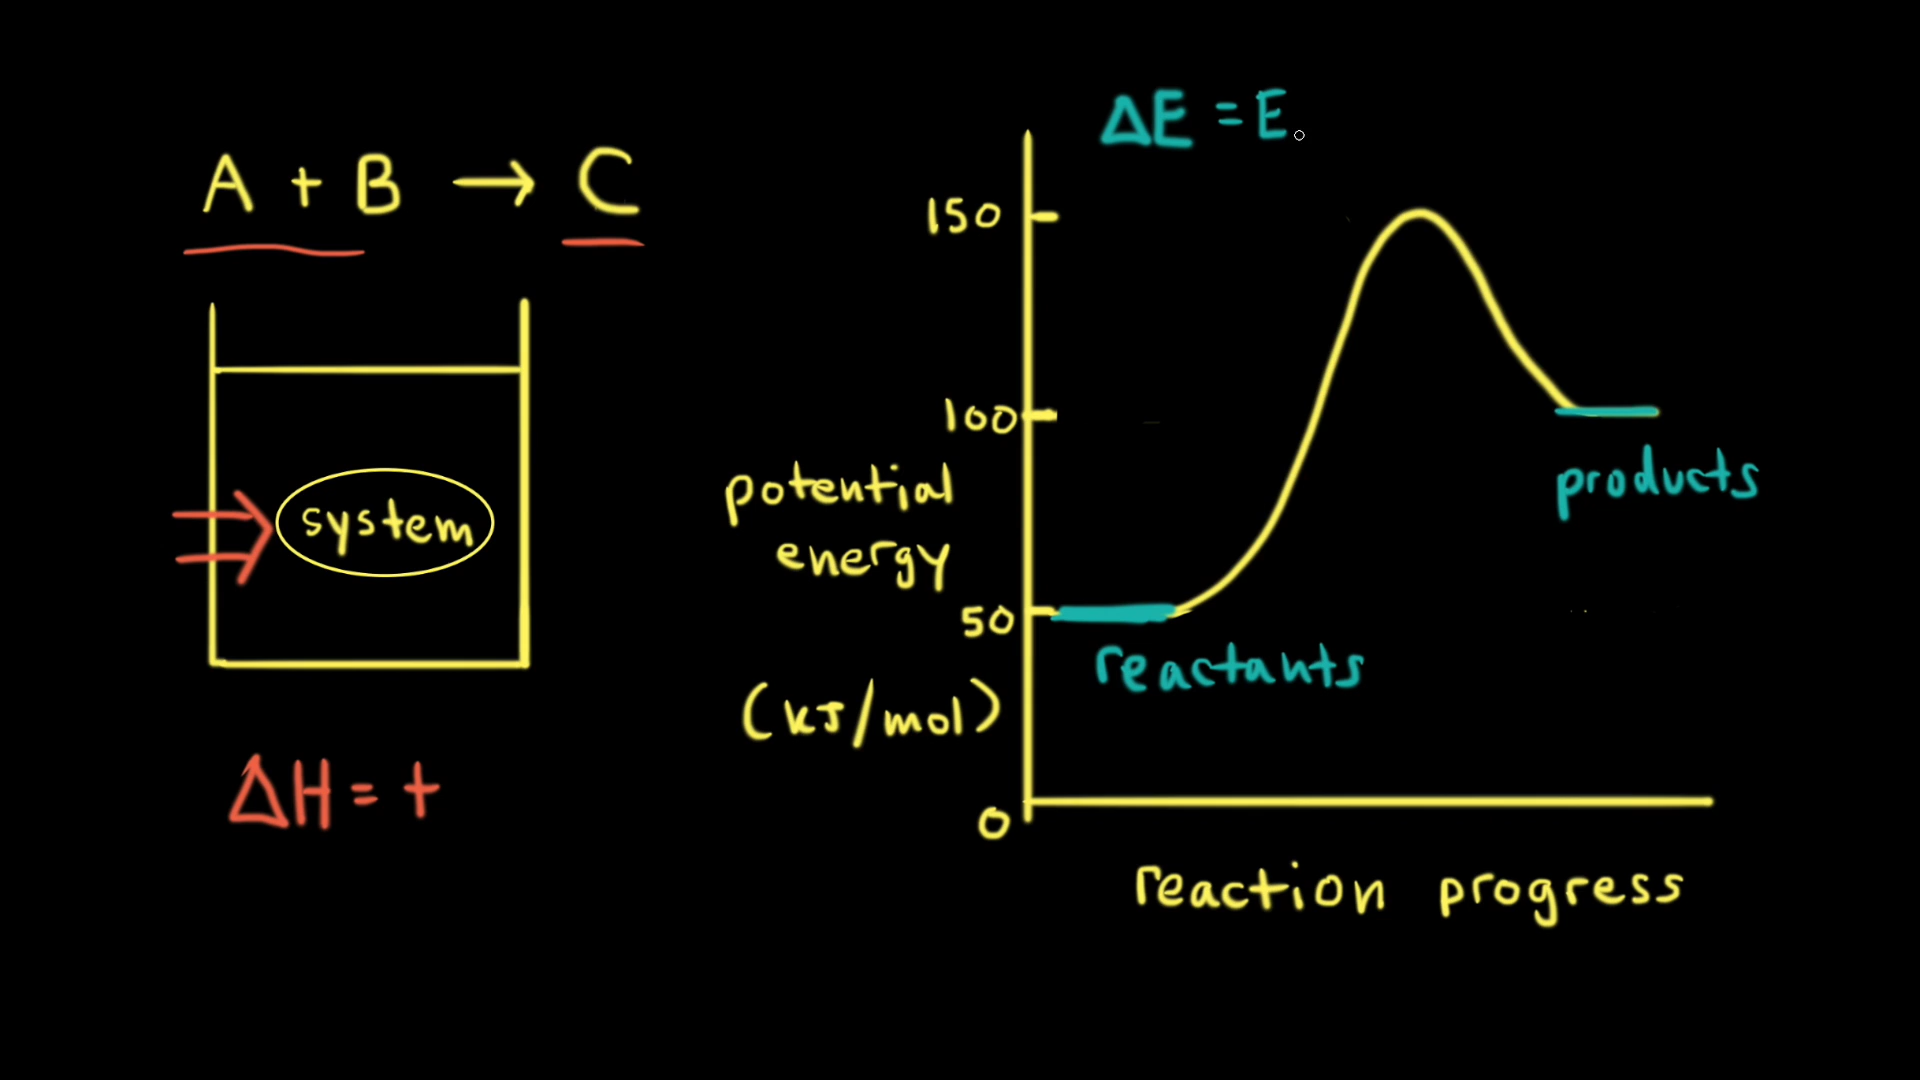 A + B → C
system
ΔH = +
ΔE = E
150
100
potential
energy
50
(kJ/mol)
0
products
reactants
reaction progress